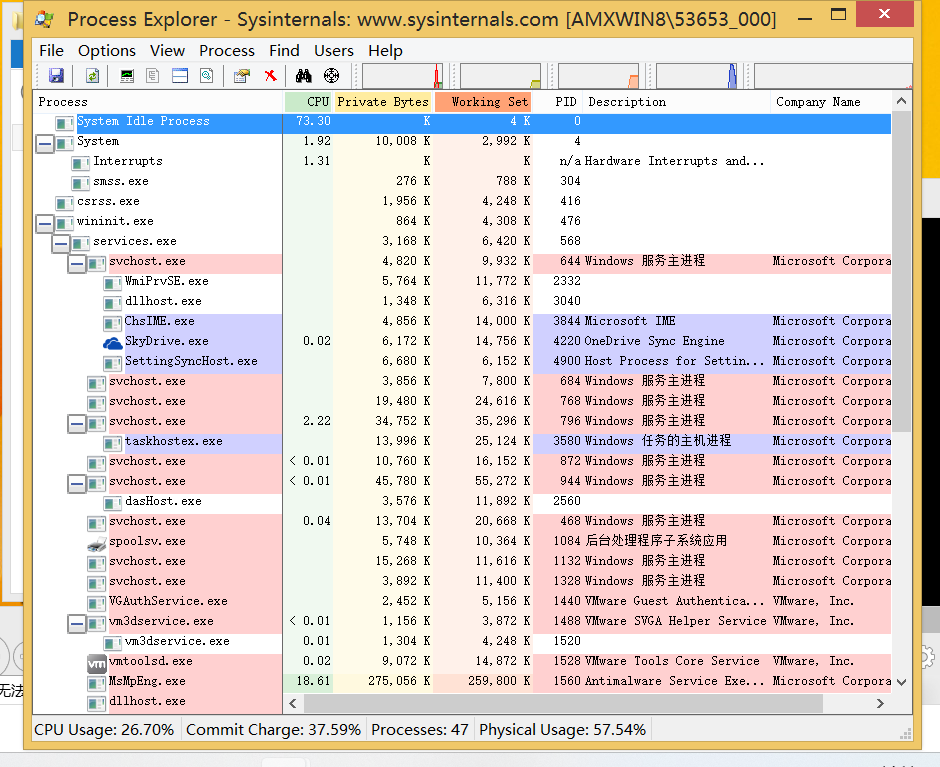 Process Explorer - Sysinternals: www.sysinternals.com [AMXWIN8\53653_000]
File Options View Process Find Users Help
Process CPU Private Bytes Working Set PID Description Company Name
System Idle Process 73.30 K 4 K 0
System 1.92 10,008 K 2,992 K 4
Interrupts 1.31 K K n/a Hardware Interrupts and...
smss.exe 276 K 788 K 304
csrss.exe 1,956 K 4,248 K 416
wininit.exe 864 K 4,308 K 476
services.exe 3,168 K 6,420 K 568
svchost.exe 4,820 K 9,932 K 644 Windows 服务主进程 Microsoft Corpora
WmiPrvSE.exe 5,764 K 11,772 K 2332
dllhost.exe 1,348 K 6,316 K 3040
ChsIME.exe 4,856 K 14,000 K 3844 Microsoft IME Microsoft Corpora
SkyDrive.exe 0.02 6,172 K 14,756 K 4220 OneDrive Sync Engine Microsoft Corpora
SettingSyncHost.exe 6,680 K 6,152 K 4900 Host Process for Settin... Microsoft Corpora
svchost.exe 3,856 K 7,800 K 684 Windows 服务主进程 Microsoft Corpora
svchost.exe 19,480 K 24,616 K 768 Windows 服务主进程 Microsoft Corpora
svchost.exe 2.22 34,752 K 35,296 K 796 Windows 服务主进程 Microsoft Corpora
taskhostex.exe 13,996 K 25,124 K 3580 Windows 任务的主机进程 Microsoft Corpora
svchost.exe < 0.01 10,760 K 16,152 K 872 Windows 服务主进程 Microsoft Corpora
svchost.exe < 0.01 45,780 K 55,272 K 944 Windows 服务主进程 Microsoft Corpora
dasHost.exe 3,576 K 11,892 K 2560
svchost.exe 0.04 13,704 K 20,668 K 468 Windows 服务主进程 Microsoft Corpora
spoolsv.exe 5,748 K 10,364 K 1084 后台处理程序子系统应用 Microsoft Corpora
svchost.exe 15,268 K 11,616 K 1132 Windows 服务主进程 Microsoft Corpora
svchost.exe 3,892 K 11,400 K 1328 Windows 服务主进程 Microsoft Corpora
VGAuthService.exe 2,452 K 5,156 K 1440 VMware Guest Authentica... VMware, Inc.
vm3dservice.exe < 0.01 1,156 K 3,872 K 1488 VMware SVGA Helper Service VMware, Inc.
vm3dservice.exe 0.01 1,304 K 4,248 K 1520
vm vmtoolsd.exe 0.02 9,072 K 14,872 K 1528 VMware Tools Core Service VMware, Inc.
MsMpEng.exe 18.61 275,056 K 259,800 K 1560 Antimalware Service Exe... Microsoft Corpora
dllhost.exe
无法
CPU Usage: 26.70% Commit Charge: 37.59% Processes: 47 Physical Usage: 57.54%